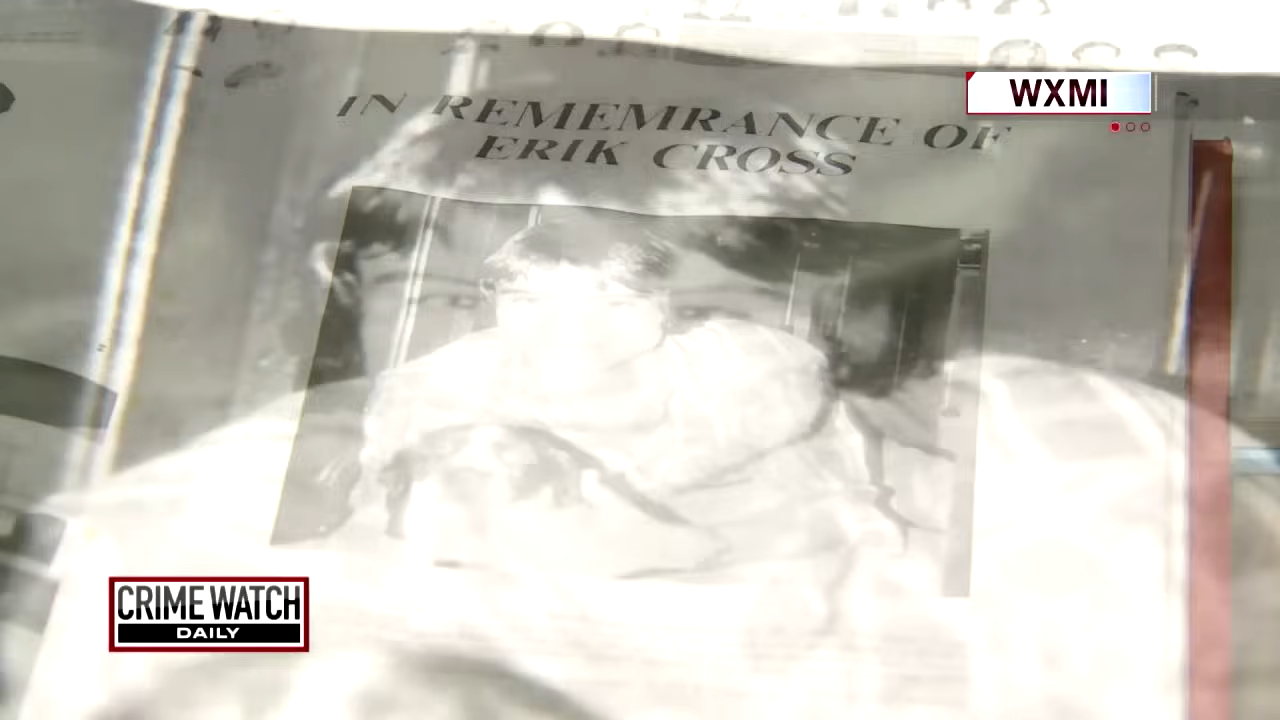 WXMI
IN REMEMRANCE OF
ERIK CROSS
CRIME WATCH
DAILY